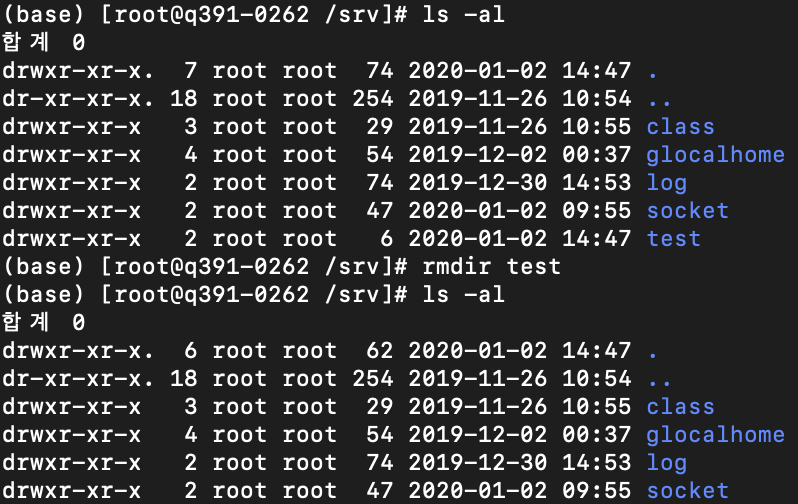 (base) [root@q391-0262 /srv]# ls -al
합계 0
drwxr-xr-x.  7 root root  74 2020-01-02 14:47 .
dr-xr-xr-x. 18 root root 254 2019-11-26 10:54 ..
drwxr-xr-x   3 root root  29 2019-11-26 10:55 class
drwxr-xr-x   4 root root  54 2019-12-02 00:37 glocalhome
drwxr-xr-x   2 root root  74 2019-12-30 14:53 log
drwxr-xr-x   2 root root  47 2020-01-02 09:55 socket
drwxr-xr-x   2 root root   6 2020-01-02 14:47 test
(base) [root@q391-0262 /srv]# rmdir test
(base) [root@q391-0262 /srv]# ls -al
합계 0
drwxr-xr-x.  6 root root  62 2020-01-02 14:47 .
dr-xr-xr-x. 18 root root 254 2019-11-26 10:54 ..
drwxr-xr-x   3 root root  29 2019-11-26 10:55 class
drwxr-xr-x   4 root root  54 2019-12-02 00:37 glocalhome
drwxr-xr-x   2 root root  74 2019-12-30 14:53 log
drwxr-xr-x   2 root root  47 2020-01-02 09:55 socket